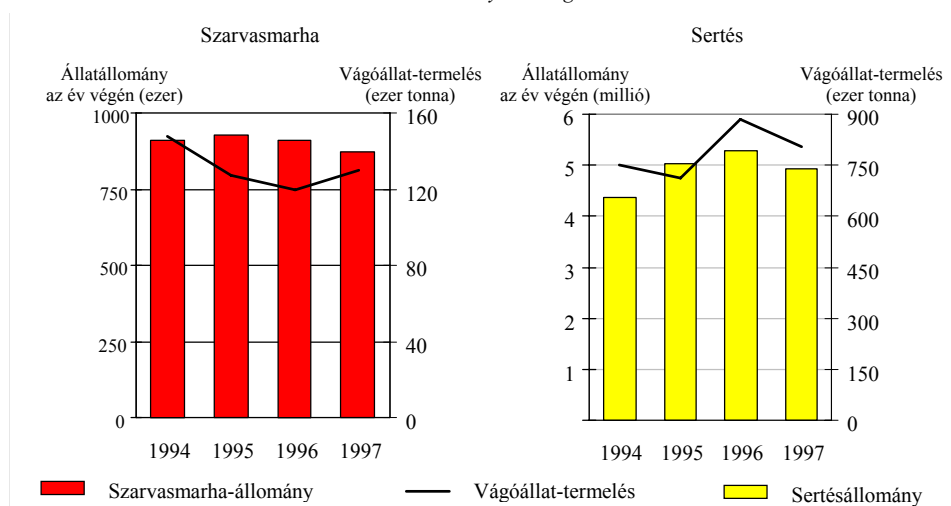 Szarvasmarha
Állatállomány
az év végén (ezer)
Vágóállat-termelés
(ezer tonna)
1000
750
500
250
0
160
120
80
40
0
1994 1995 1996 1997
Sertés
Állatállomány
az év végén (millió)
Vágóállat-termelés
(ezer tonna)
6
5
4
3
2
1
900
750
600
450
300
150
0
1994 1995 1996 1997
Szarvasmarha-állomány
Vágóállat-termelés
Sertésállomány